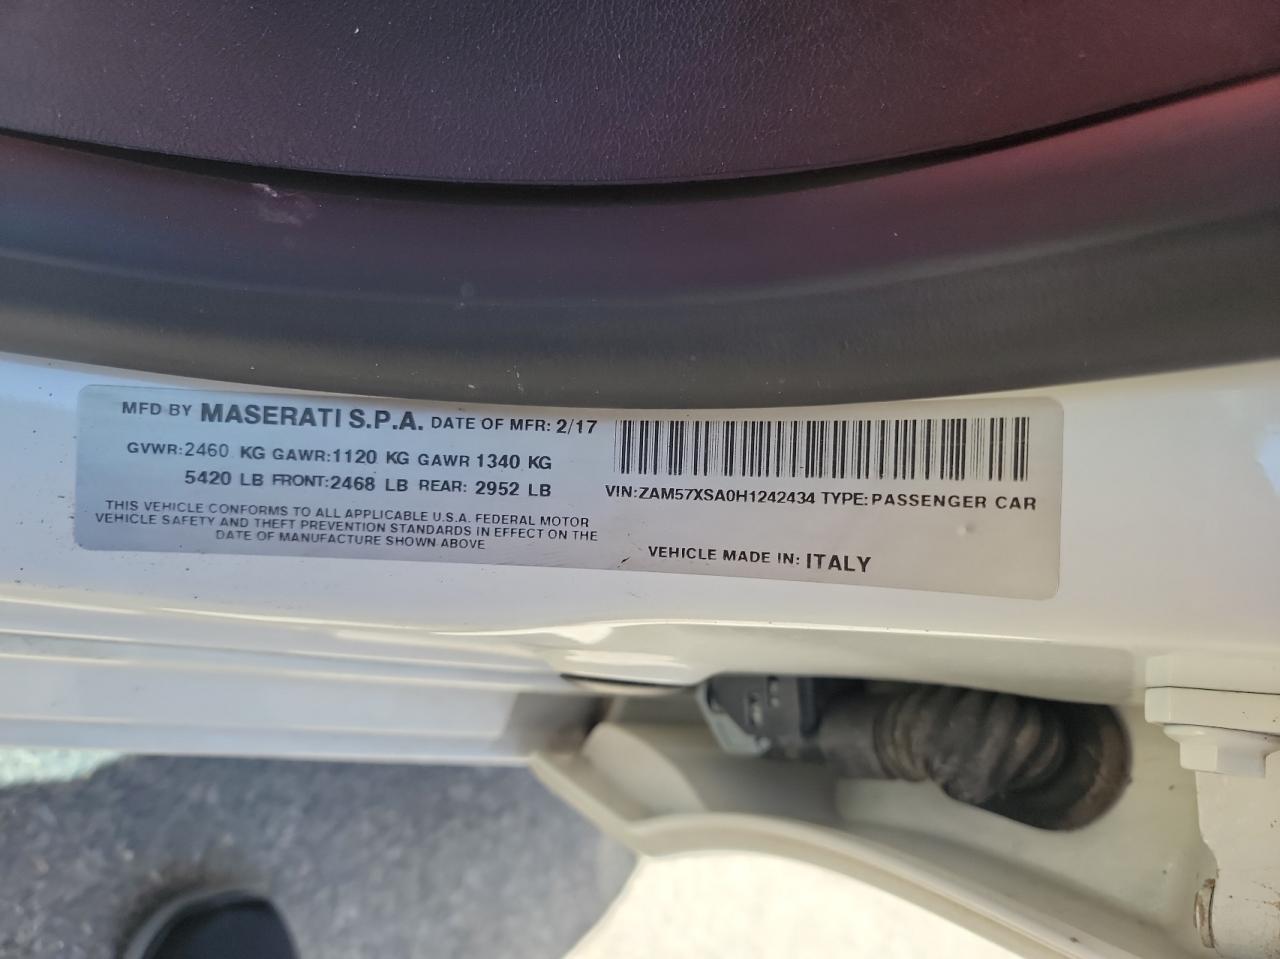 MFD BY MASERATI S.P.A. DATE OF MFR: 2/17
GVWR:2460 KG GAWR:1120 KG GAWR 1340 KG
5420 LB FRONT:2468 LB REAR: 2952 LB
THIS VEHICLE CONFORMS TO ALL APPLICABLE U.S.A. FEDERAL MOTOR
VEHICLE SAFETY AND THEFT PREVENTION STANDARDS IN EFFECT ON THE
DATE OF MANUFACTURE SHOWN ABOVE
VIN:ZAM57XSA0H1242434 TYPE:PASSENGER CAR
VEHICLE MADE IN: ITALY